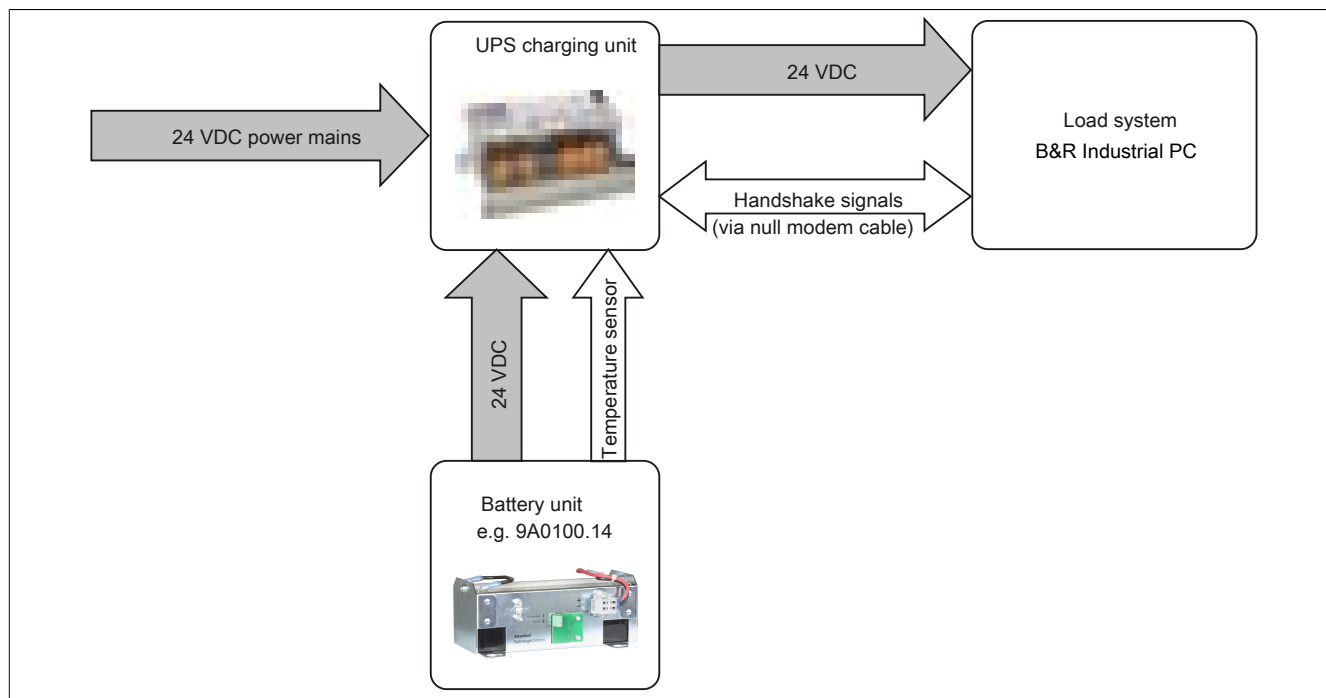 UPS charging unit
24 VDC
24 VDC power mains
Load system
B&R Industrial PC
Handshake signals
(via null modem cable)
24 VDC
Temperature sensor
Battery unit
e.g. 9A0100.14